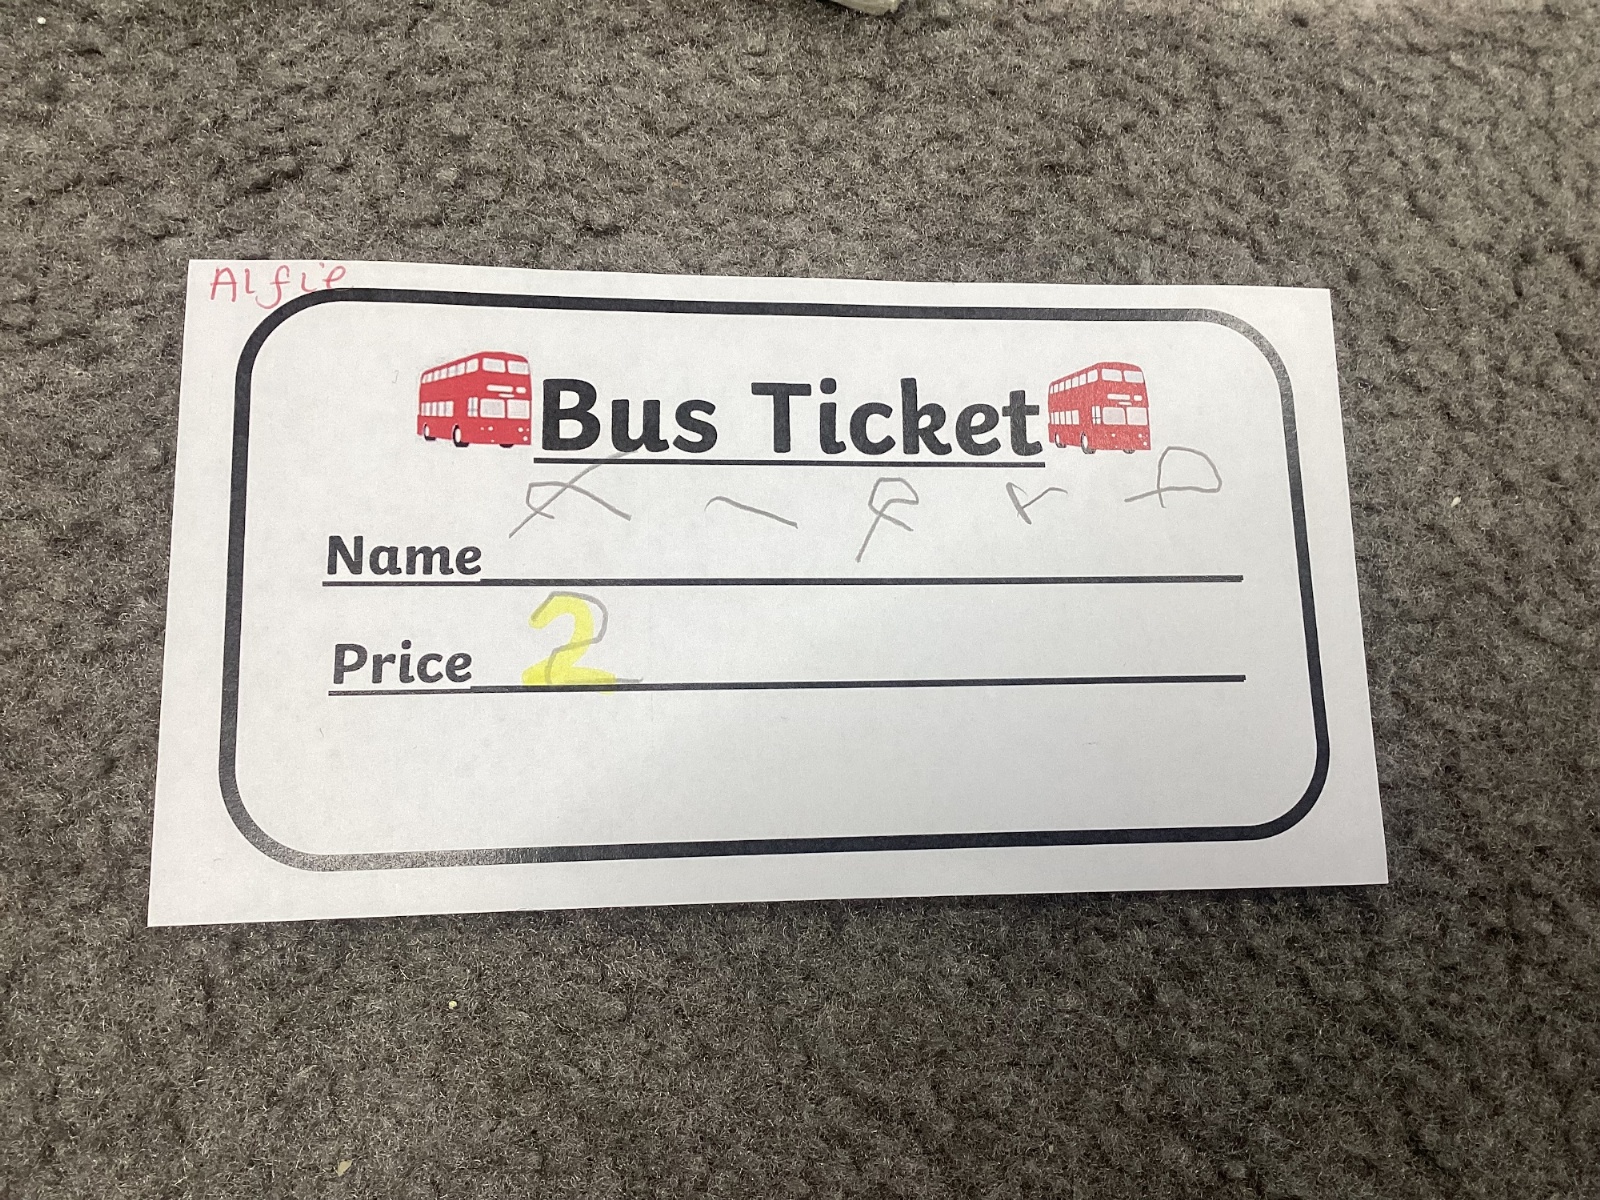 Alfie
Bus Ticket
Name
Price 2